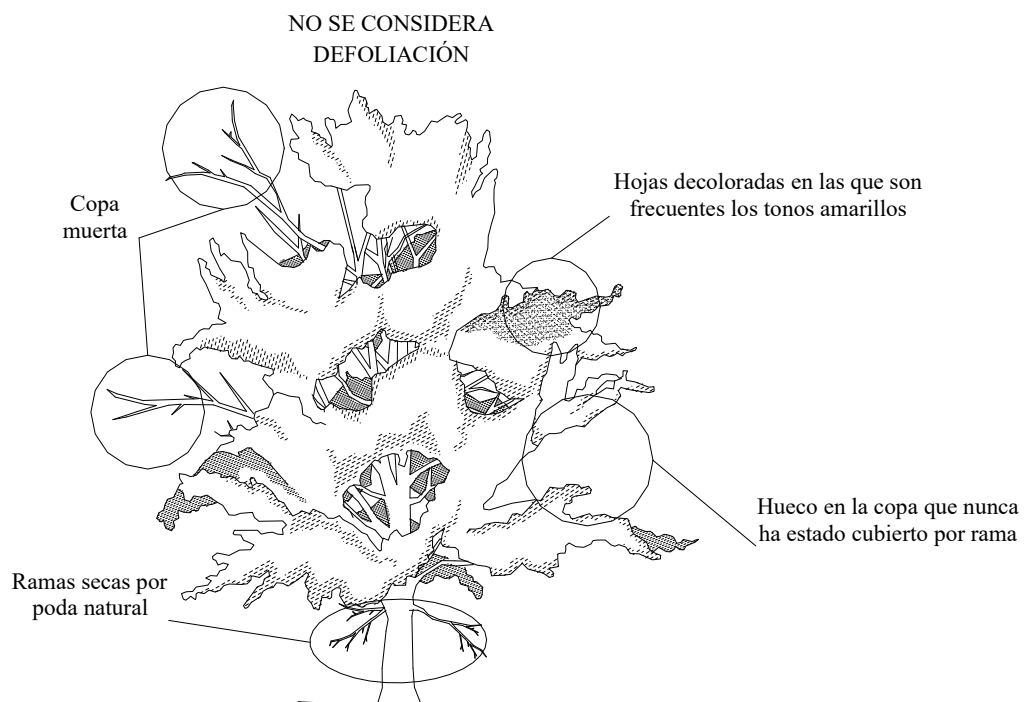 NO SE CONSIDERA
DEFOLIACIÓN
Copa
muerta
Hojas decoloradas en las que son
frecuentes los tonos amarillos
Hueco en la copa que nunca
ha estado cubierto por rama
Ramas secas por
poda natural